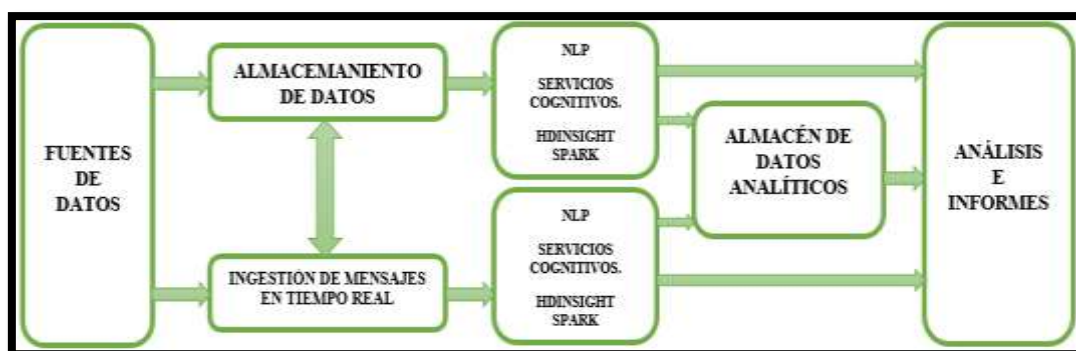 FUENTES
DE
DATOS
ALMACEMANIENTO
DE DATOS
INGESTIÓN DE MENSAJES
EN TIEMPO REAL
NLP
SERVICIOS
COGNITIVOS.
HDINSIGHT
SPARK
NLP
SERVICIOS
COGNITIVOS.
HDINSIGHT
SPARK
ALMACÉN DE
DATOS
ANALÍTICOS
ANÁLISIS
E
INFORMES